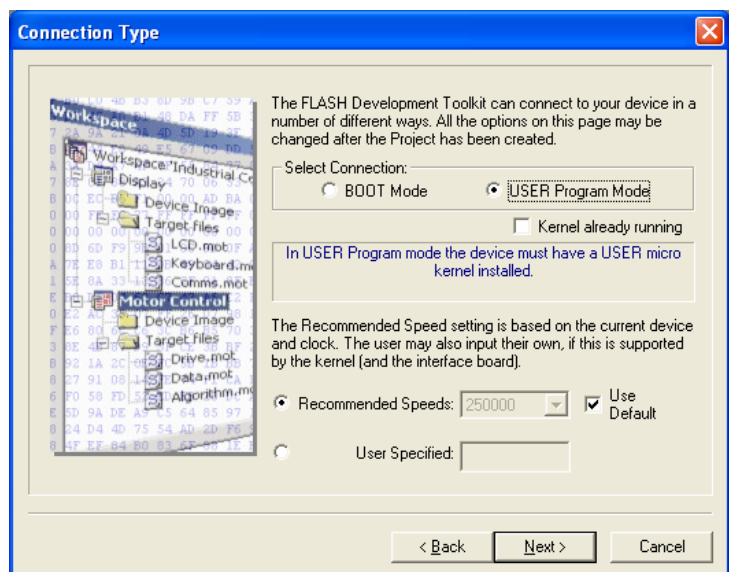 Connection Type
The FLASH Development Toolkit can connect to your device in a
number of different ways. All the options on this page may be
changed after the Project has been created.
Select Connection:
BOOT Mode
USER Program Mode
Kernel already running
In USER Program mode the device must have a USER micro
kernel installed.
The Recommended Speed setting is based on the current device
and clock. The user may also input their own, if this is supported
by the kernel (and the interface board).
Recommended Speeds:
250000
Use
Default
User Specified:
< Back
Next >
Cancel
Workspace
Workspace 'Industrial Co
Display
Device Image
Target files
LCD.mot
Keyboard.m
Comms.mot
Motor Control
Device Image
Target files
Drive.mot
Data.mot
Algorithm.mo